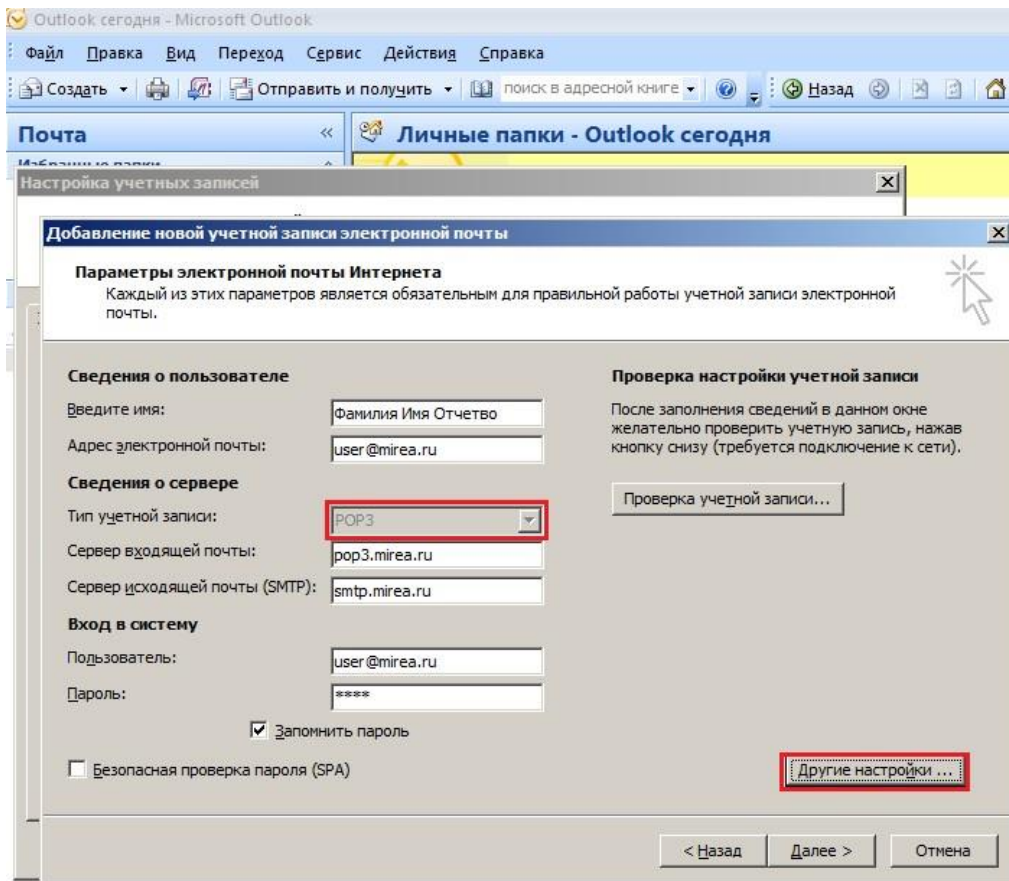 Outlook сегодня - Microsoft Outlook
Файл Правка Вид Переход Сервис Действия Справка
Создать Отправить и получить поиск в адресной книге Назад
Почта « Личные папки - Outlook сегодня
Избранные папки
Настройка учетных записей
Добавление новой учетной записи электронной почты
Параметры электронной почты Интернета
Каждый из этих параметров является обязательным для правильной работы учетной записи электронной
почты.
Сведения о пользователе
Введите имя: Фамилия Имя Отчетво
Адрес электронной почты: user@mirea.ru
Сведения о сервере
Тип учетной записи: POP3
Сервер входящей почты: pop3.mirea.ru
Сервер исходящей почты (SMTP): smtp.mirea.ru
Вход в систему
Пользователь: user@mirea.ru
Пароль: ****
Запомнить пароль
Безопасная проверка пароля (SPA)
Проверка настройки учетной записи
После заполнения сведений в данном окне
желательно проверить учетную запись, нажав
кнопку снизу (требуется подключение к сети).
Проверка учетной записи...
Другие настройки ...
< Назад Далее > Отмена